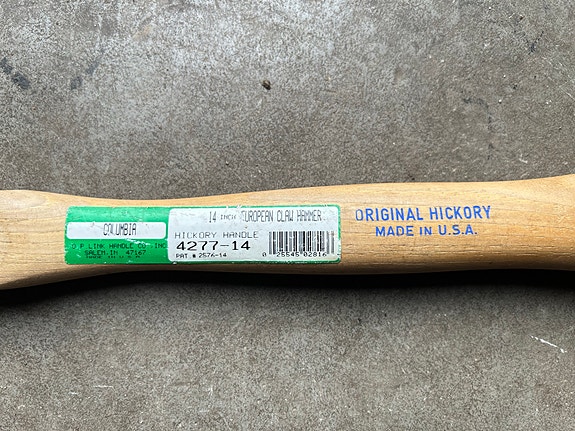 COLUMBIA
O P LINK HANDLE CO. INC
SALEM, IN 47167
14 INCH EUROPEAN CLAW HAMMER
HICKORY HANDLE
4277-14
PAT # 2576-14
0 25545 02816
ORIGINAL HICKORY
MADE IN U.S.A.